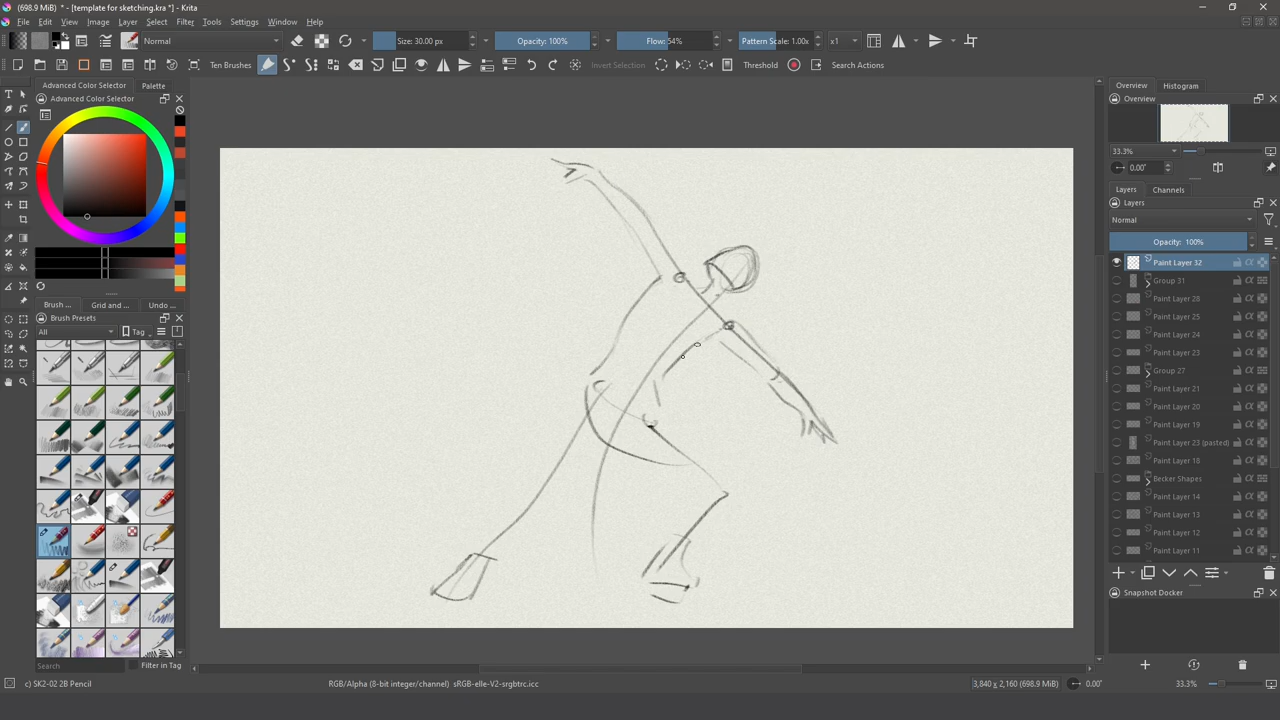 (698.9 MiB) * [template for sketching.kra *] - Krita
File Edit View Image Layer Select Filter Tools Settings Window Help
Normal Size: 30.00 px Opacity: 100% Flow: 54% Pattern Scale: 1.00x x1
Ten Brushes Invert Selection Threshold Search Actions
Advanced Color Selector Palette
Advanced Color Selector
Overview Histogram
Overview
33.3%
0.00°
Layers Channels
Layers
Normal
Opacity: 100%
Paint Layer 32
Group 31
Paint Layer 28
Paint Layer 25
Paint Layer 24
Paint Layer 23
Group 27
Paint Layer 21
Paint Layer 20
Paint Layer 19
Paint Layer 23 (pasted)
Paint Layer 18
Becker Shapes
Paint Layer 14
Paint Layer 13
Paint Layer 12
Paint Layer 11
Brush ... Grid and ... Undo ...
Brush Presets
All Tag
Search Filter in Tag
Snapshot Docker
c) SK2-02 2B Pencil RGB/Alpha (8-bit integer/channel) sRGB-elle-V2-srgbtrc.icc 3,840 x 2,160 (698.9 MiB) 0.00° 33.3%